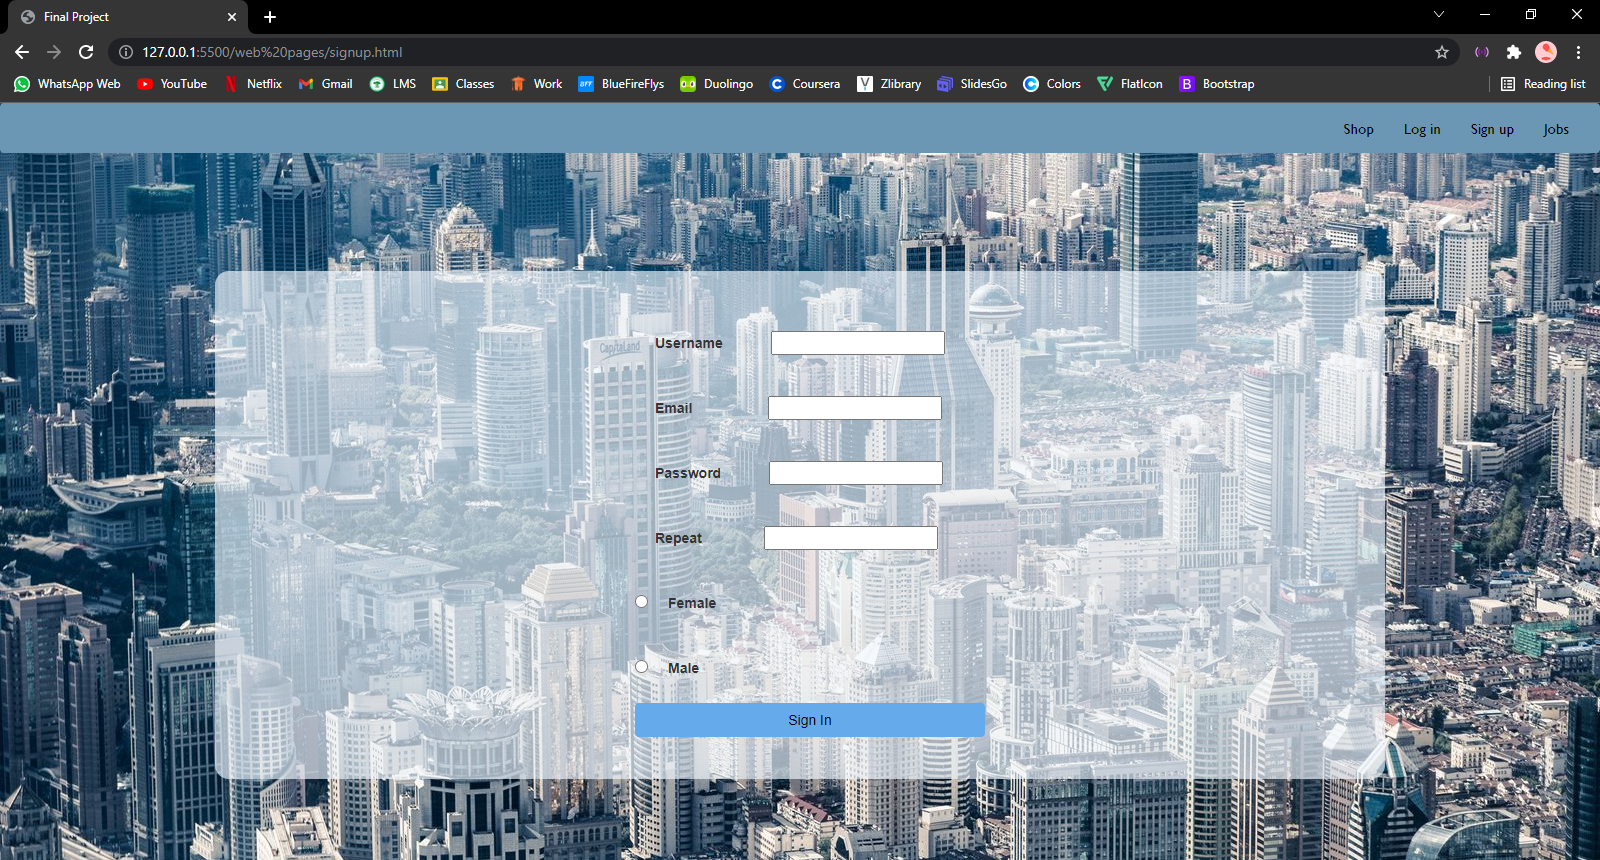 Final Project
127.0.0.1:5500/web%20pages/signup.html
WhatsApp Web YouTube Netflix Gmail LMS Classes Work BlueFireFlys Duolingo Coursera Zlibrary SlidesGo Colors FlatIcon Bootstrap Reading list
Shop Log in Sign up Jobs
CapitaLand
Username
Email
Password
Repeat
Female
Male
Sign In